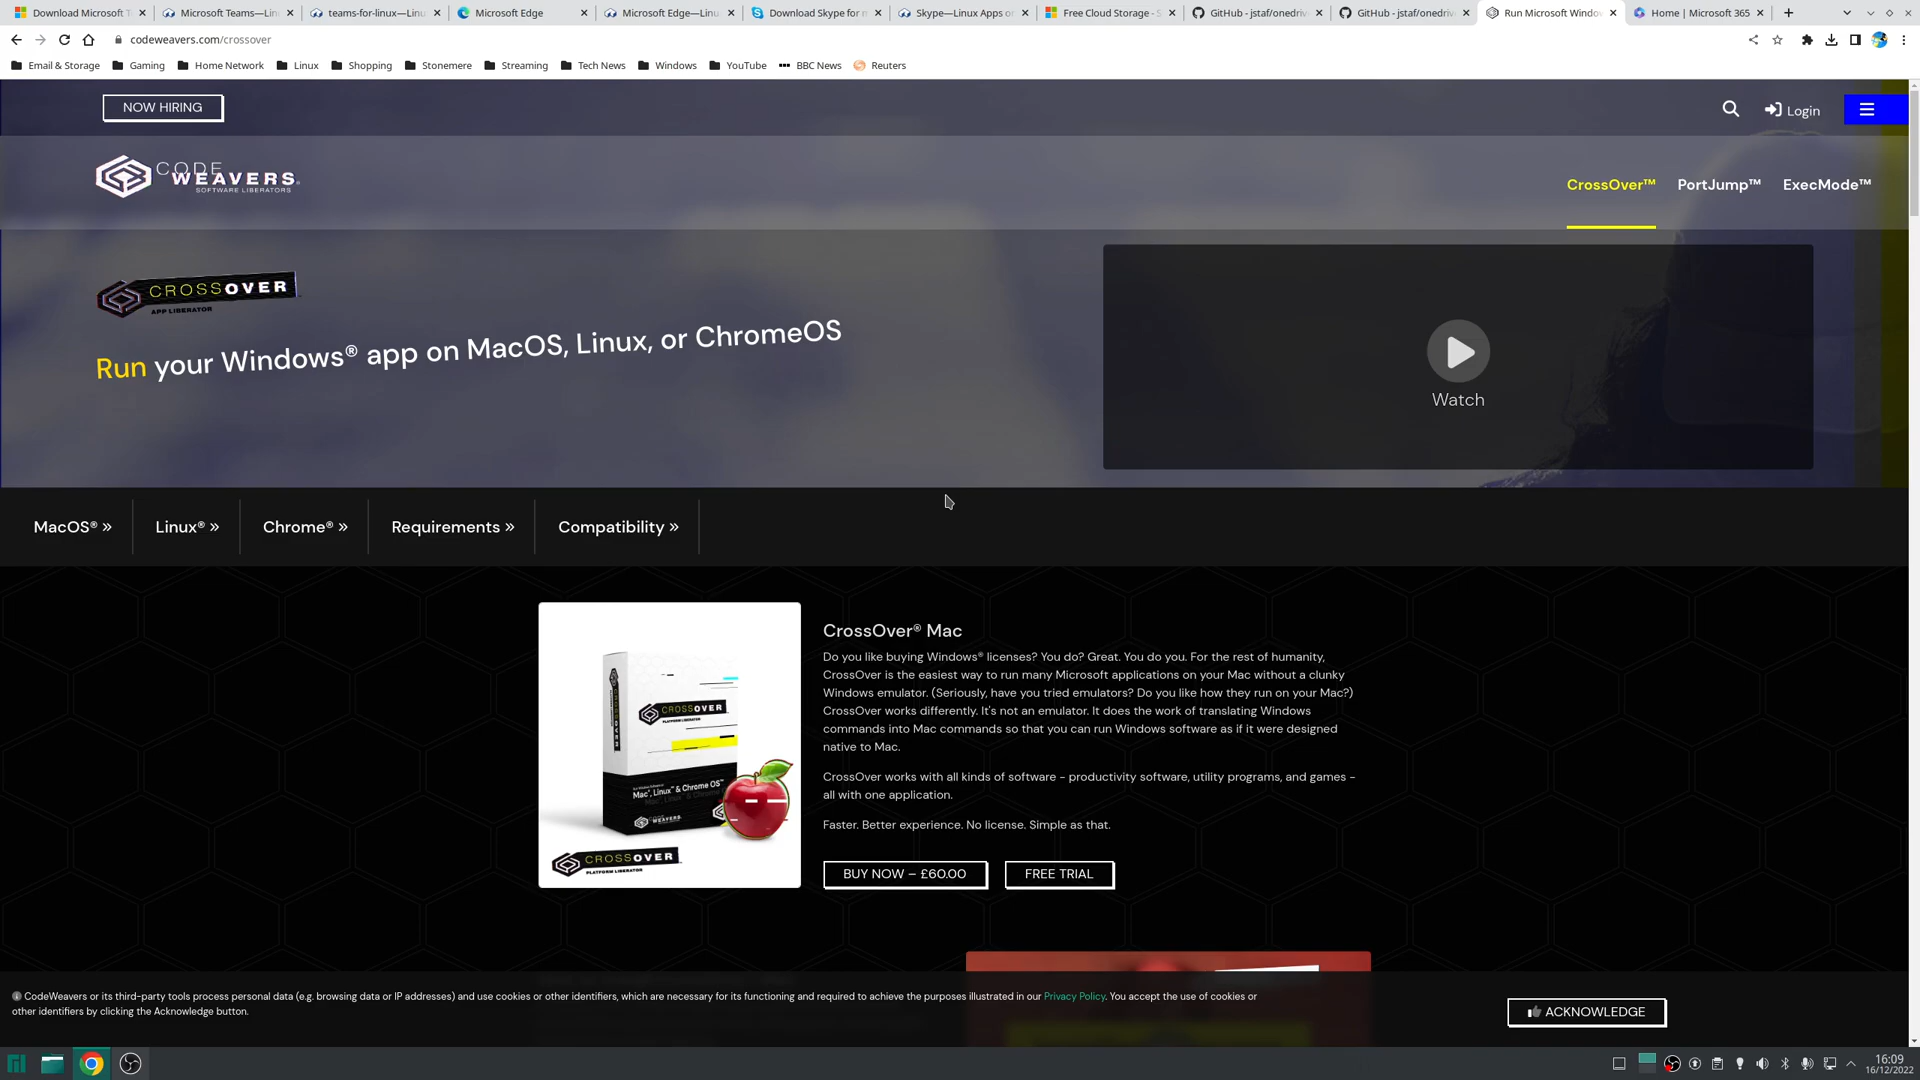 Download Microsoft T
Microsoft Teams—Lin
teams-for-linux—Linu
Microsoft Edge
Microsoft Edge—Linu
Download Skype for m
Skype—Linux Apps o
Free Cloud Storage - S
GitHub - jstaf/onedriv
GitHub - jstaf/onedriv
Run Microsoft Windo
Home | Microsoft 365
codeweavers.com/crossover
Email & Storage
Gaming
Home Network
Linux
Shopping
Stonemere
Streaming
Tech News
Windows
YouTube
BBC News
Reuters
NOW HIRING
Login
CODE
WEAVERS
SOFTWARE LIBERATORS
CrossOver™
PortJump™
ExecMode™
CROSSOVER
APP LIBERATOR
Run your Windows® app on MacOS, Linux, or ChromeOS
Watch
MacOS® »
Linux® »
Chrome® »
Requirements »
Compatibility »
CROSSOVER
PLATFORM LIBERATOR
Mac, Linux & Chrome OS
CROSSOVER
PLATFORM LIBERATOR
CrossOver® Mac
Do you like buying Windows® licenses? You do? Great. You do you. For the rest of humanity,
CrossOver is the easiest way to run many Microsoft applications on your Mac without a clunky
Windows emulator. (Seriously, have you tried emulators? Do you like how they run on your Mac?)
CrossOver works differently. It's not an emulator. It does the work of translating Windows
commands into Mac commands so that you can run Windows software as if it were designed
native to Mac.
CrossOver works with all kinds of software - productivity software, utility programs, and games -
all with one application.
Faster. Better experience. No license. Simple as that.
BUY NOW – £60.00
FREE TRIAL
CodeWeavers or its third-party tools process personal data (e.g. browsing data or IP addresses) and use cookies or other identifiers, which are necessary for its functioning and required to achieve the purposes illustrated in our Privacy Policy. You accept the use of cookies or
other identifiers by clicking the Acknowledge button.
ACKNOWLEDGE
16:09
16/12/2022